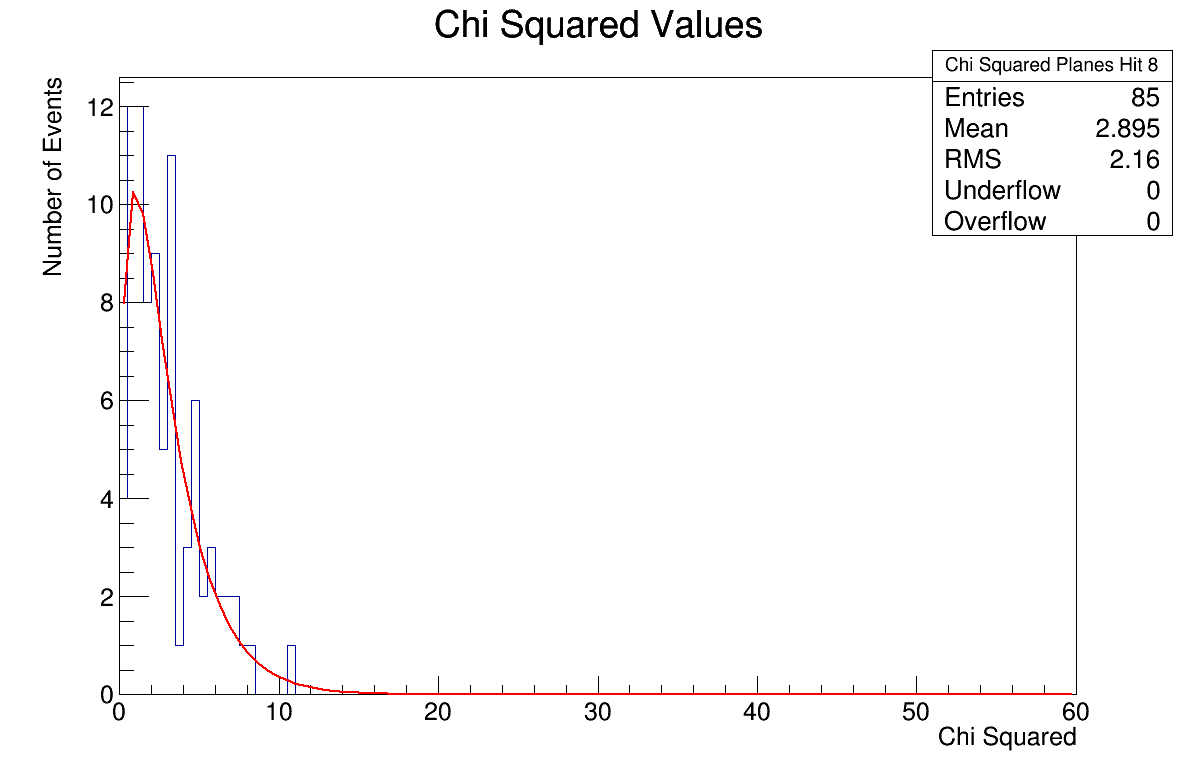 Chi Squared Values
Chi Squared Planes Hit 8
Entries 85
Mean 2.895
RMS 2.16
Underflow 0
Overflow 0
Number of Events
12
10
8
6
4
2
0
0 10 20 30 40 50 60
Chi Squared